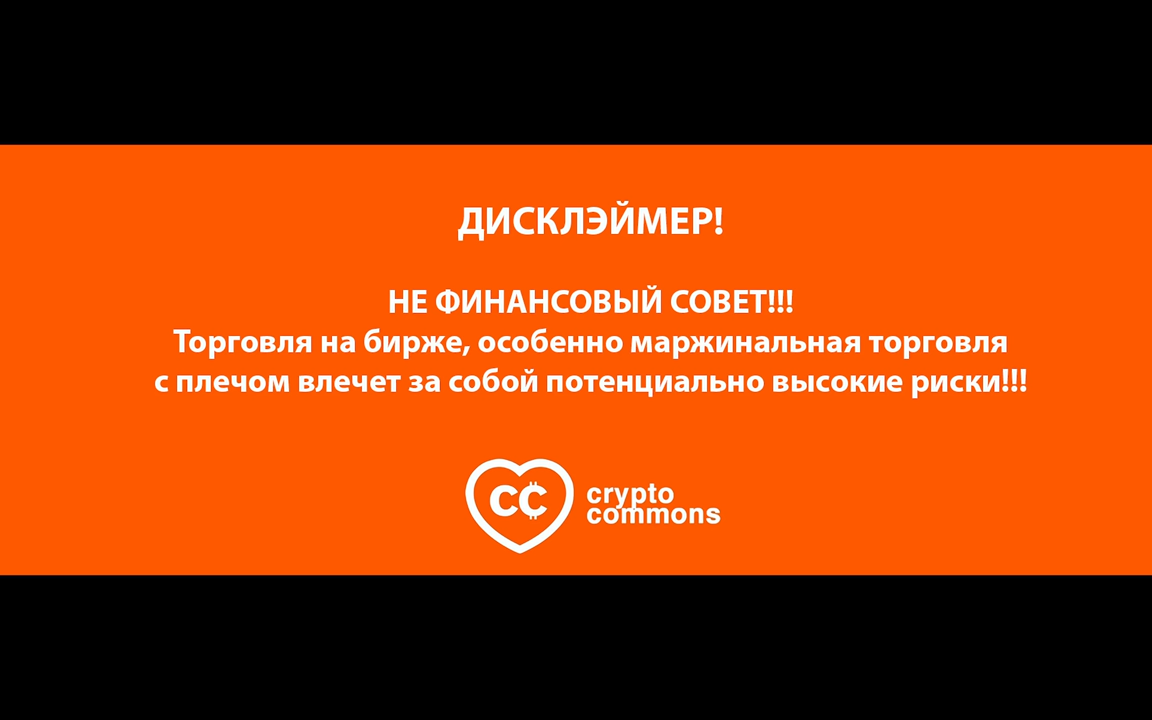 ДИСКЛЭЙМЕР!
НЕ ФИНАНСОВЫЙ СОВЕТ!!!
Торговля на бирже, особенно маржинальная торговля
с плечом влечет за собой потенциально высокие риски!!!
CC crypto
commons